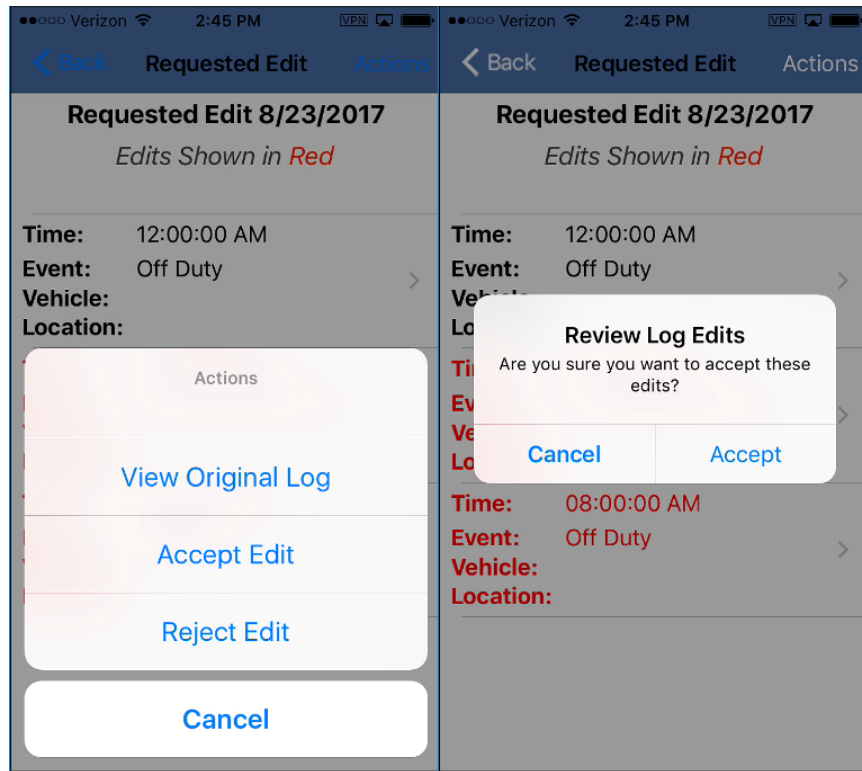 Verizon 2:45 PM VPN
Back Requested Edit Actions
Requested Edit 8/23/2017
Edits Shown in Red
Time: 12:00:00 AM
Event: Off Duty
Vehicle:
Location:
Actions
View Original Log
Accept Edit
Reject Edit
Cancel
Verizon 2:45 PM VPN
Back Requested Edit Actions
Requested Edit 8/23/2017
Edits Shown in Red
Time: 12:00:00 AM
Event: Off Duty
Review Log Edits
Are you sure you want to accept these
edits?
Cancel Accept
Time: 08:00:00 AM
Event: Off Duty
Vehicle:
Location: